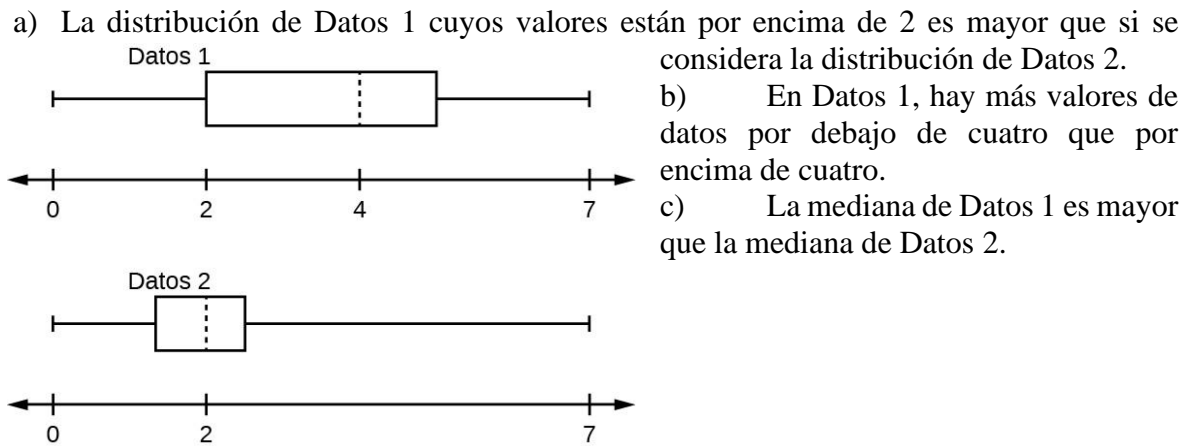 a) La distribución de Datos 1 cuyos valores están por encima de 2 es mayor que si se
considera la distribución de Datos 2.
b) En Datos 1, hay más valores de
datos por debajo de cuatro que por
encima de cuatro.
c) La mediana de Datos 1 es mayor
que la mediana de Datos 2.
Datos 1
0 2 4 7
Datos 2
0 2 7